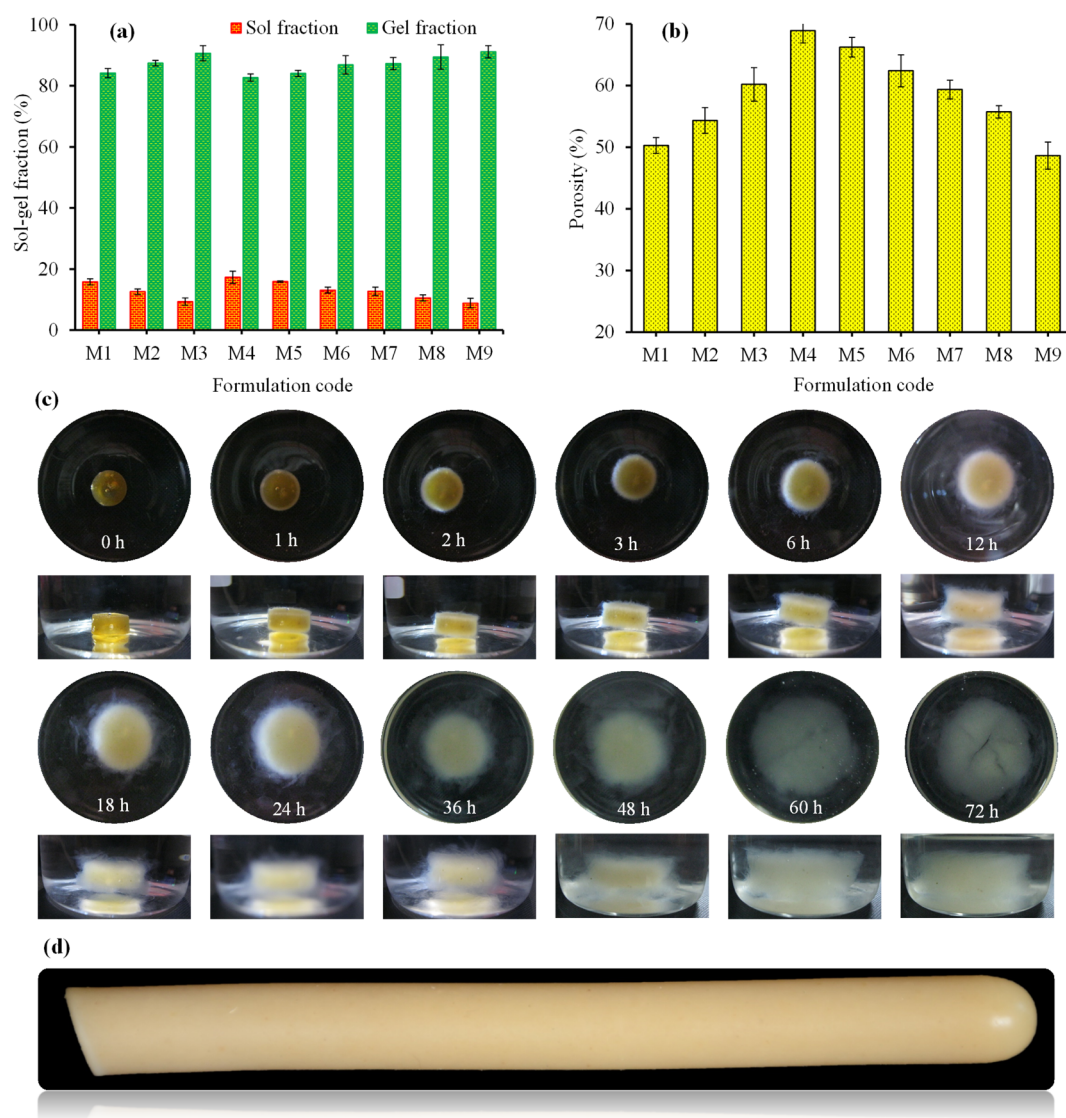 (a)
Sol fraction
Gel fraction
Sol-gel fraction (%)
100
80
60
40
20
0
M1 M2 M3 M4 M5 M6 M7 M8 M9
Formulation code
(b)
Porosity (%)
70
60
50
40
30
20
M1 M2 M3 M4 M5 M6 M7 M8 M9
Formulation code
(c)
0 h
1 h
2 h
3 h
6 h
12 h
18 h
24 h
36 h
48 h
60 h
72 h
(d)